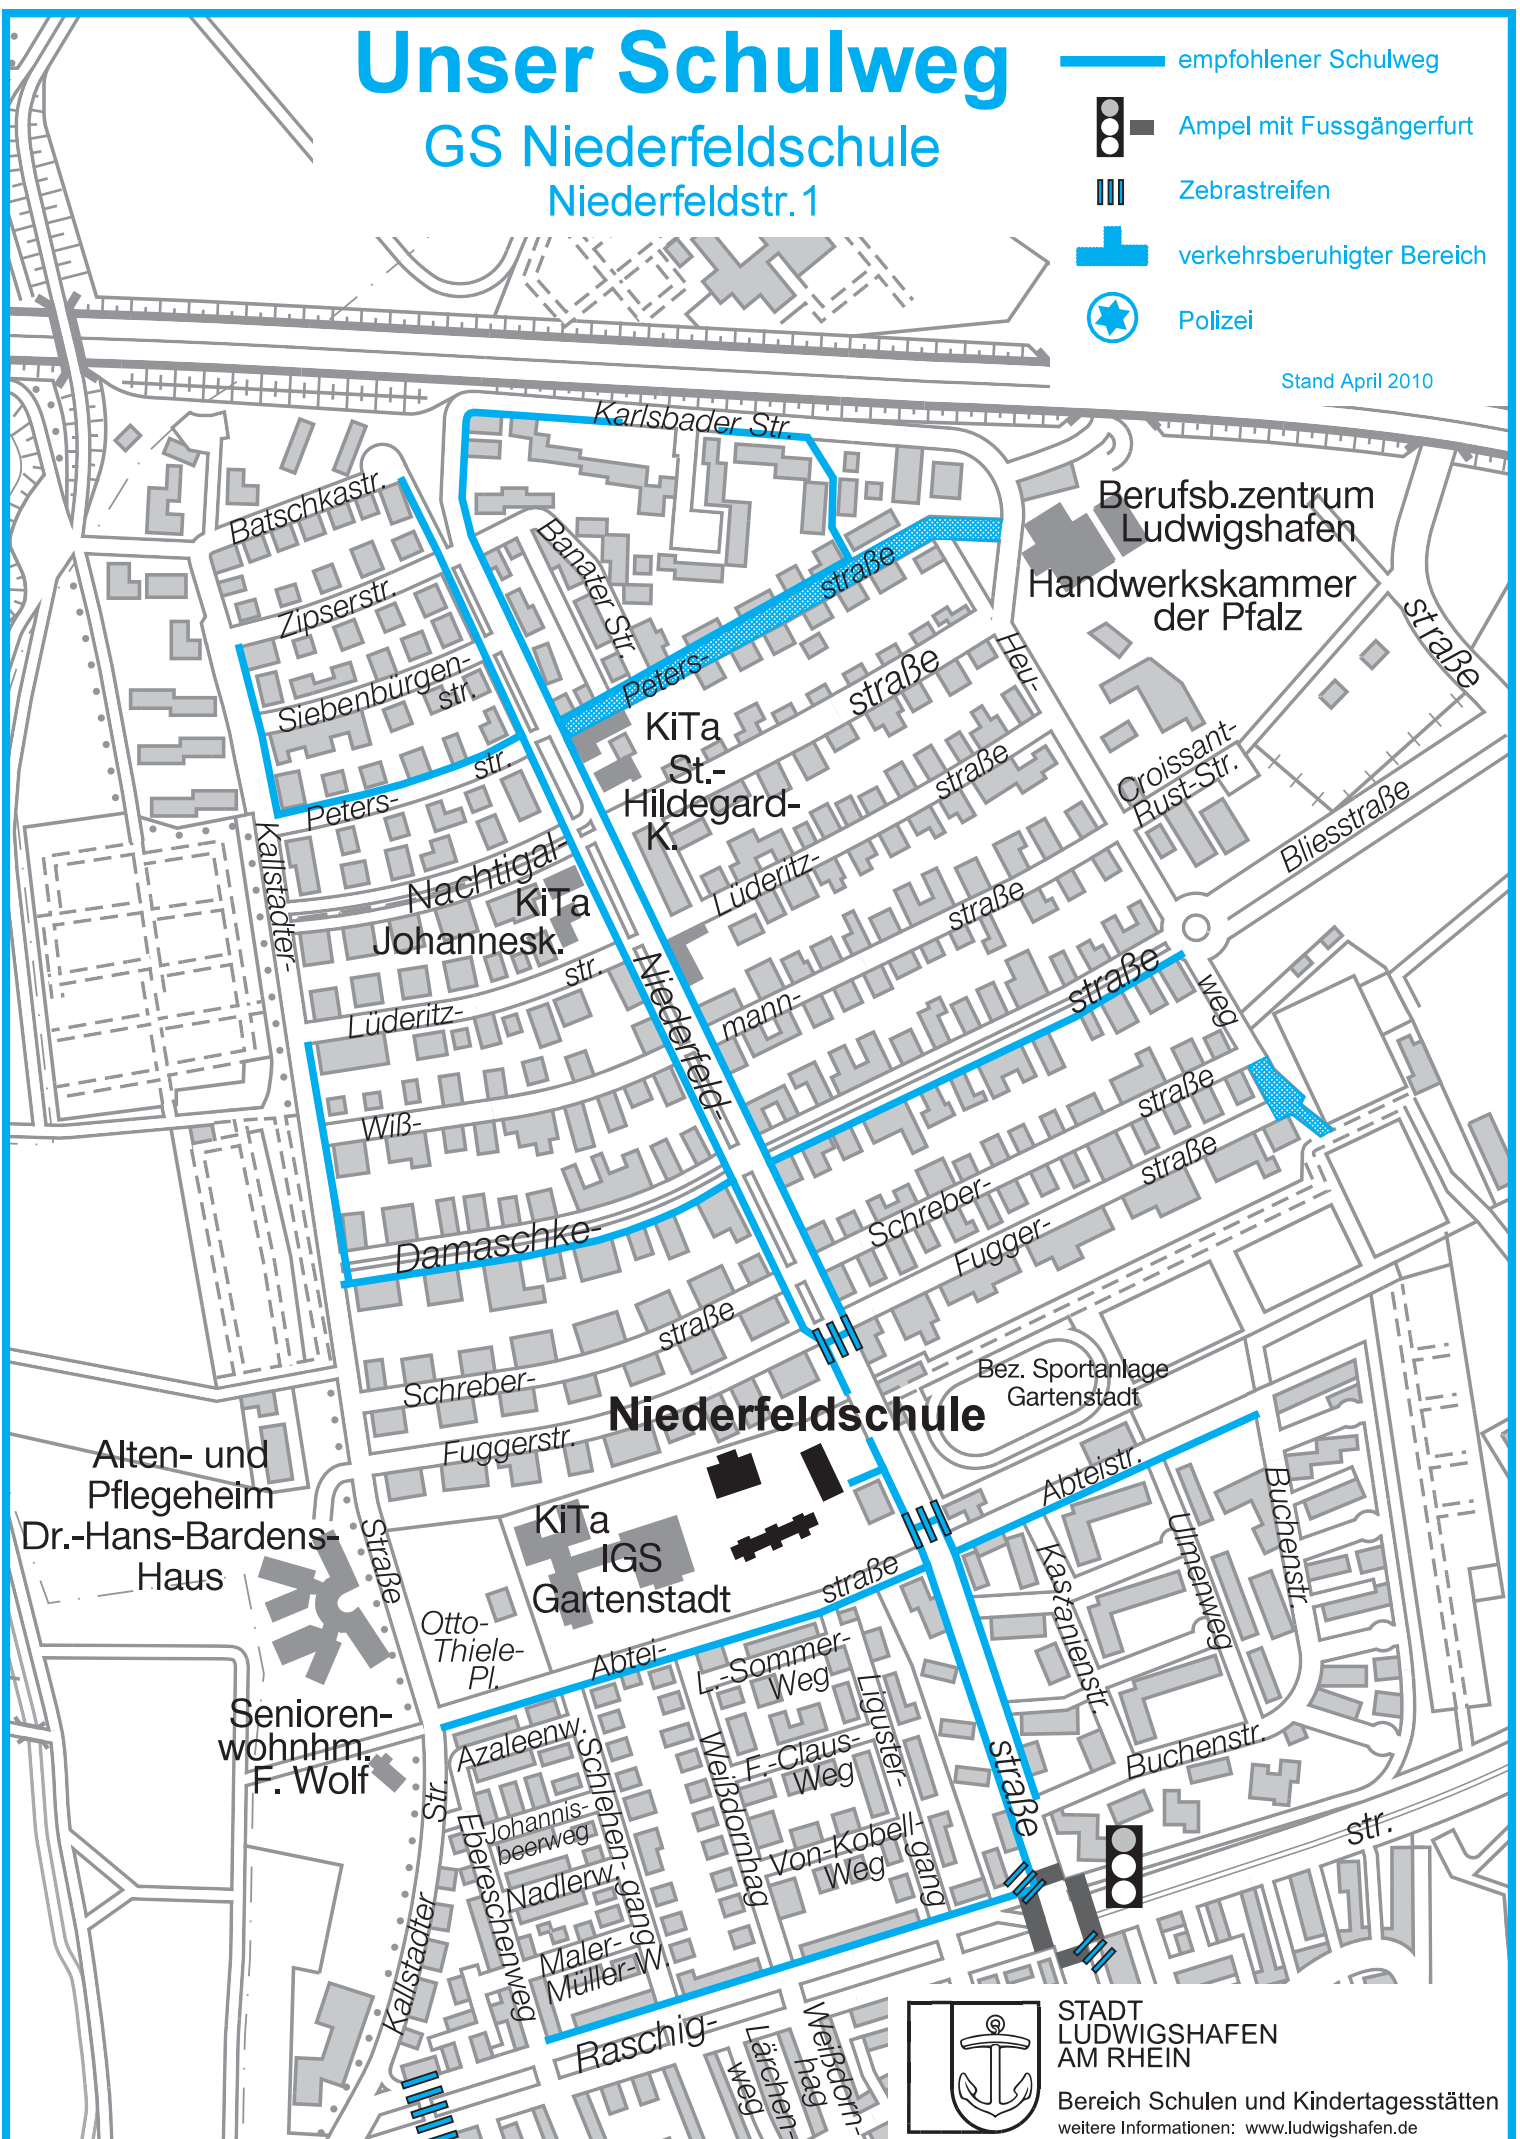 Unser Schulweg
GS Niederfeldschule
Niederfeldstr.1
empfohlener Schulweg
Ampel mit Fussgängerfurt
Zebrastreifen
verkehrsberuhigter Bereich
Polizei
Stand April 2010
Karlsbader Str.
Batschkastr.
Banater Str.
Berufsb.zentrum
Ludwigshafen
Handwerkskammer
der Pfalz
Zipserstr.
straße
straße
Siebenbürgen-
str.
Peters-
straße
Heu-
KiTa
St.-
Hildegard-
K.
str.
Peters-
straße
Croissant-
Rust-Str.
Bliesstraße
Kallstadter-
Nachtigal-
KiTa
Johannesk.
Lüderitz-
straße
str.
Lüderitz-
Niederfeld-
mann-
straße
weg
Wiß-
straße
straße
Schreber-
Fugger-
Damaschke-
straße
Schreber-
Bez. Sportanlage
Gartenstadt
Niederfeldschule
Fuggerstr.
Alten- und
Pflegeheim
Dr.-Hans-Bardens-
Haus
Straße
KiTa
IGS
Gartenstadt
straße
Abteistr.
Kastanienstr.
Ulmenweg
Buchenstr.
Otto-
Thiele-
Pl.
Abtei-
L.-Sommer-
Weg
Liguster-
gang
Senioren-
wohnhm.
F. Wolf
Azaleenw.
Schlehen-
gang
Weißdornhag
F.-Claus-
Weg
straße
Buchenstr.
Str.
Johannis-
beerweg
Ebereschenweg
Nadlerw.
Von-Kobell-
Weg
str.
Kallstadter
Maler-
Müller-W.
Raschig-
Lärchen-
weg
Weißdorn-
hag
STADT
LUDWIGSHAFEN
AM RHEIN
Bereich Schulen und Kindertagesstätten
weitere Informationen: www.ludwigshafen.de